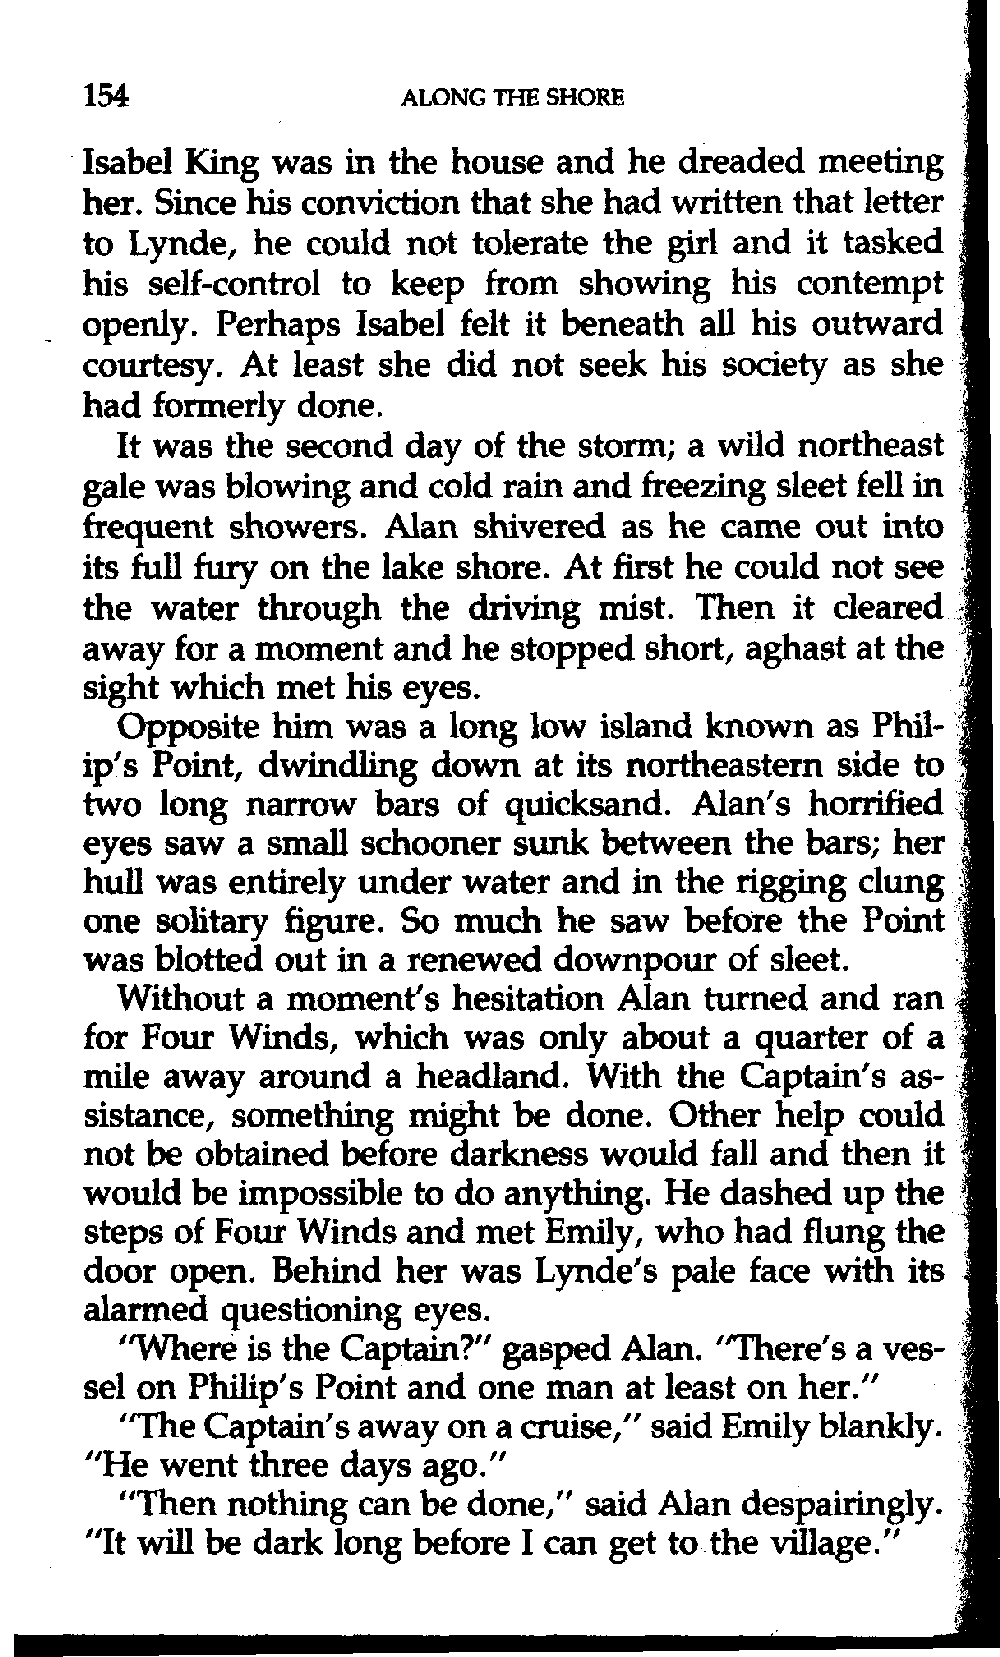 154 ALONG THE SHORE
Isabel King was in the house and he dreaded meeting
her. Since his conviction that she had written that letter
to Lynde, he could not tolerate the girl and it tasked
his self-control to keep from showing his contempt
openly. Perhaps Isabel felt it beneath all his outward
courtesy. At least she did not seek his society as she
had formerly done.
It was the second day of the storm; a wild northeast
gale was blowing and cold rain and freezing sleet fell in
frequent showers. Alan shivered as he came out into
its full fury on the lake shore. At first he could not see
the water through the driving mist. Then it cleared
away for a moment and he stopped short, aghast at the
sight which met his eyes.
Opposite him was a long low island known as Phil-
ip's Point, dwindling down at its northeastern side to
two long narrow bars of quicksand. Alan's horrified
eyes saw a small schooner sunk between the bars; her
hull was entirely under water and in the rigging clung
one solitary figure. So much he saw before the Point
was blotted out in a renewed downpour of sleet.
Without a moment's hesitation Alan turned and ran
for Four Winds, which was only about a quarter of a
mile away around a headland. With the Captain's as-
sistance, something might be done. Other help could
not be obtained before darkness would fall and then it
would be impossible to do anything. He dashed up the
steps of Four Winds and met Emily, who had flung the
door open. Behind her was Lynde's pale face with its
alarmed questioning eyes.
"Where is the Captain?" gasped Alan. "There's a ves-
sel on Philip's Point and one man at least on her."
"The Captain's away on a cruise," said Emily blankly.
"He went three days ago."
"Then nothing can be done," said Alan despairingly.
"It will be dark long before I can get to the village."